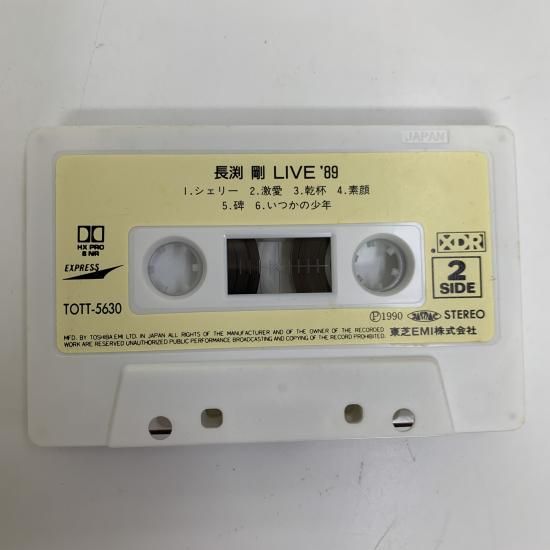 JAPAN
長渕 剛 LIVE '89
1.シェリー 2.激愛 3.乾杯 4.素顔
5.碑 6.いつかの少年
HX PRO
B NR
EXPRESS
XDR
2
SIDE
TOTT-5630
Ⓟ1990 STEREO
MFD. BY TOSHIBA EMI LTD. IN JAPAN ALL RIGHTS OF THE MANUFACTURER AND OF THE OWNER OF THE RECORDED
WORK ARE RESERVED UNAUTHORIZED PUBLIC PERFORMANCE BROADCASTING AND COPYING OF THE RECORD PROHIBITED.
東芝EMI株式会社